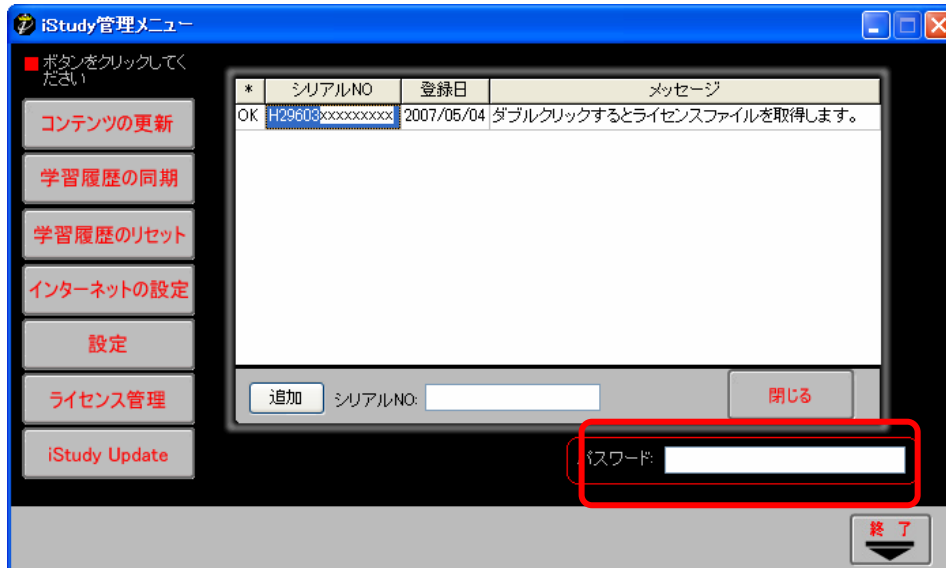 iStudy管理メニュー
■ボタンをクリックしてく
ださい
コンテンツの更新
学習履歴の同期
学習履歴のリセット
インターネットの設定
設定
ライセンス管理
iStudy Update
* シリアルNO 登録日 メッセージ
OK H29603xxxxxxxxxx 2007/05/04 ダブルクリックするとライセンスファイルを取得します。
追加 シリアルNO: 閉じる
パスワード:
終 了